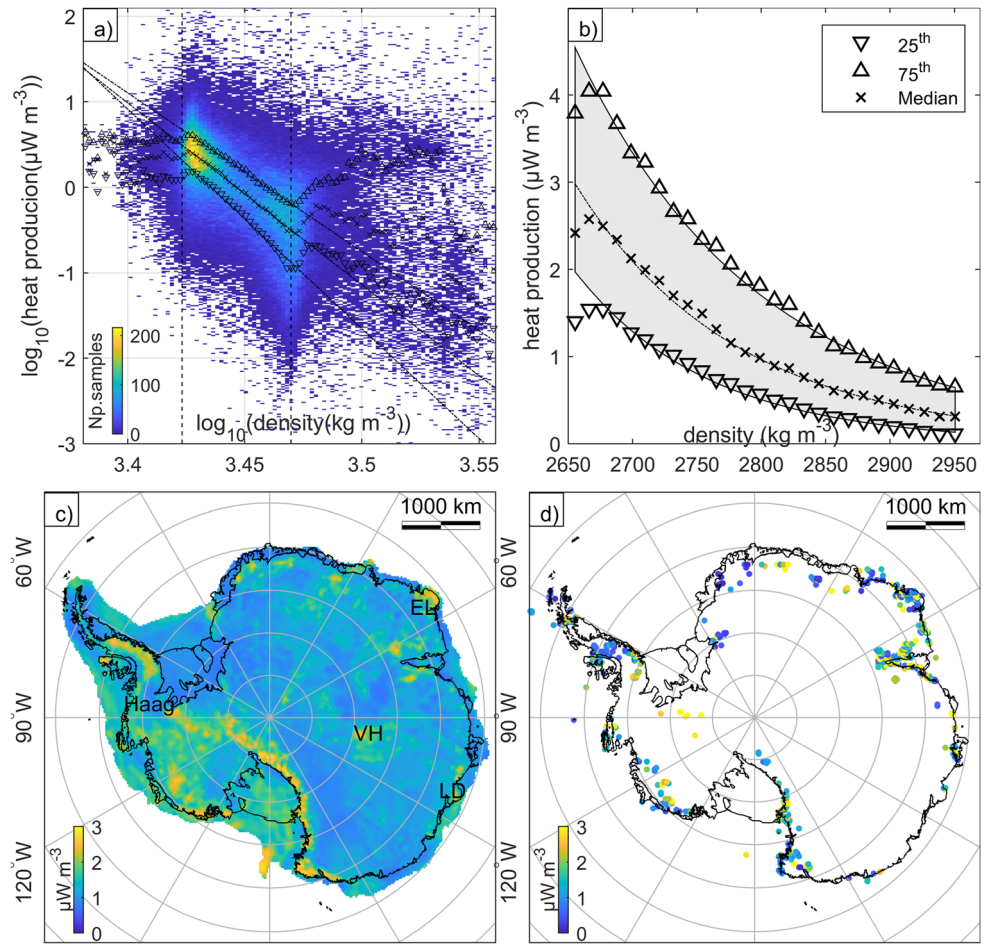 a)
2
1
0
-1
-2
-3
log10(heat producion(μW m-3))
200
100
0
Np.samples
log10(density(kg m-3))
3.4
3.45
3.5
3.55
b)
25th
75th
Median
4
3
2
1
0
heat production (μW m-3)
density (kg m-3)
2650
2700
2750
2800
2850
2900
2950
c)
1000 km
60°W
90°W
120°W
EL
Haag
VH
LD
3
2
1
0
μW m-3
d)
1000 km
60°W
90°W
120°W
3
2
1
0
μW m-3